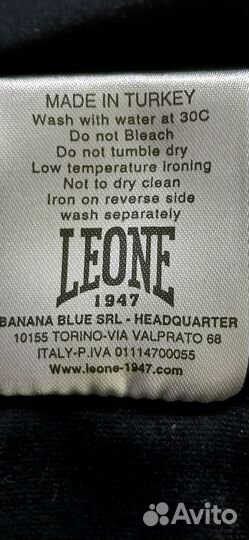 MADE IN TURKEY
Wash with water at 30C
Do not Bleach
Do not tumble dry
Low temperature ironing
Not to dry clean
Iron on reverse side
wash separately
LEONE
1947
BANANA BLUE SRL - HEADQUARTER
10155 TORINO-VIA VALPRATO 68
ITALY-P.IVA 01114700055
Www.leone-1947.com
Avito